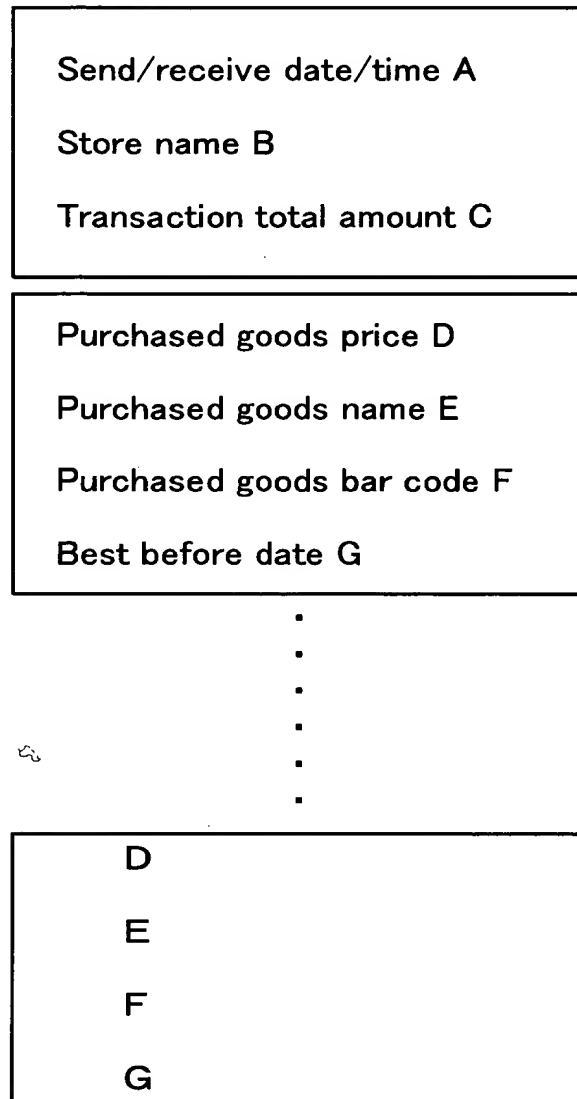 Send/receive date/time A
Store name B
Transaction total amount C
Purchased goods price D
Purchased goods name E
Purchased goods bar code F
Best before date G
D
E
F
G